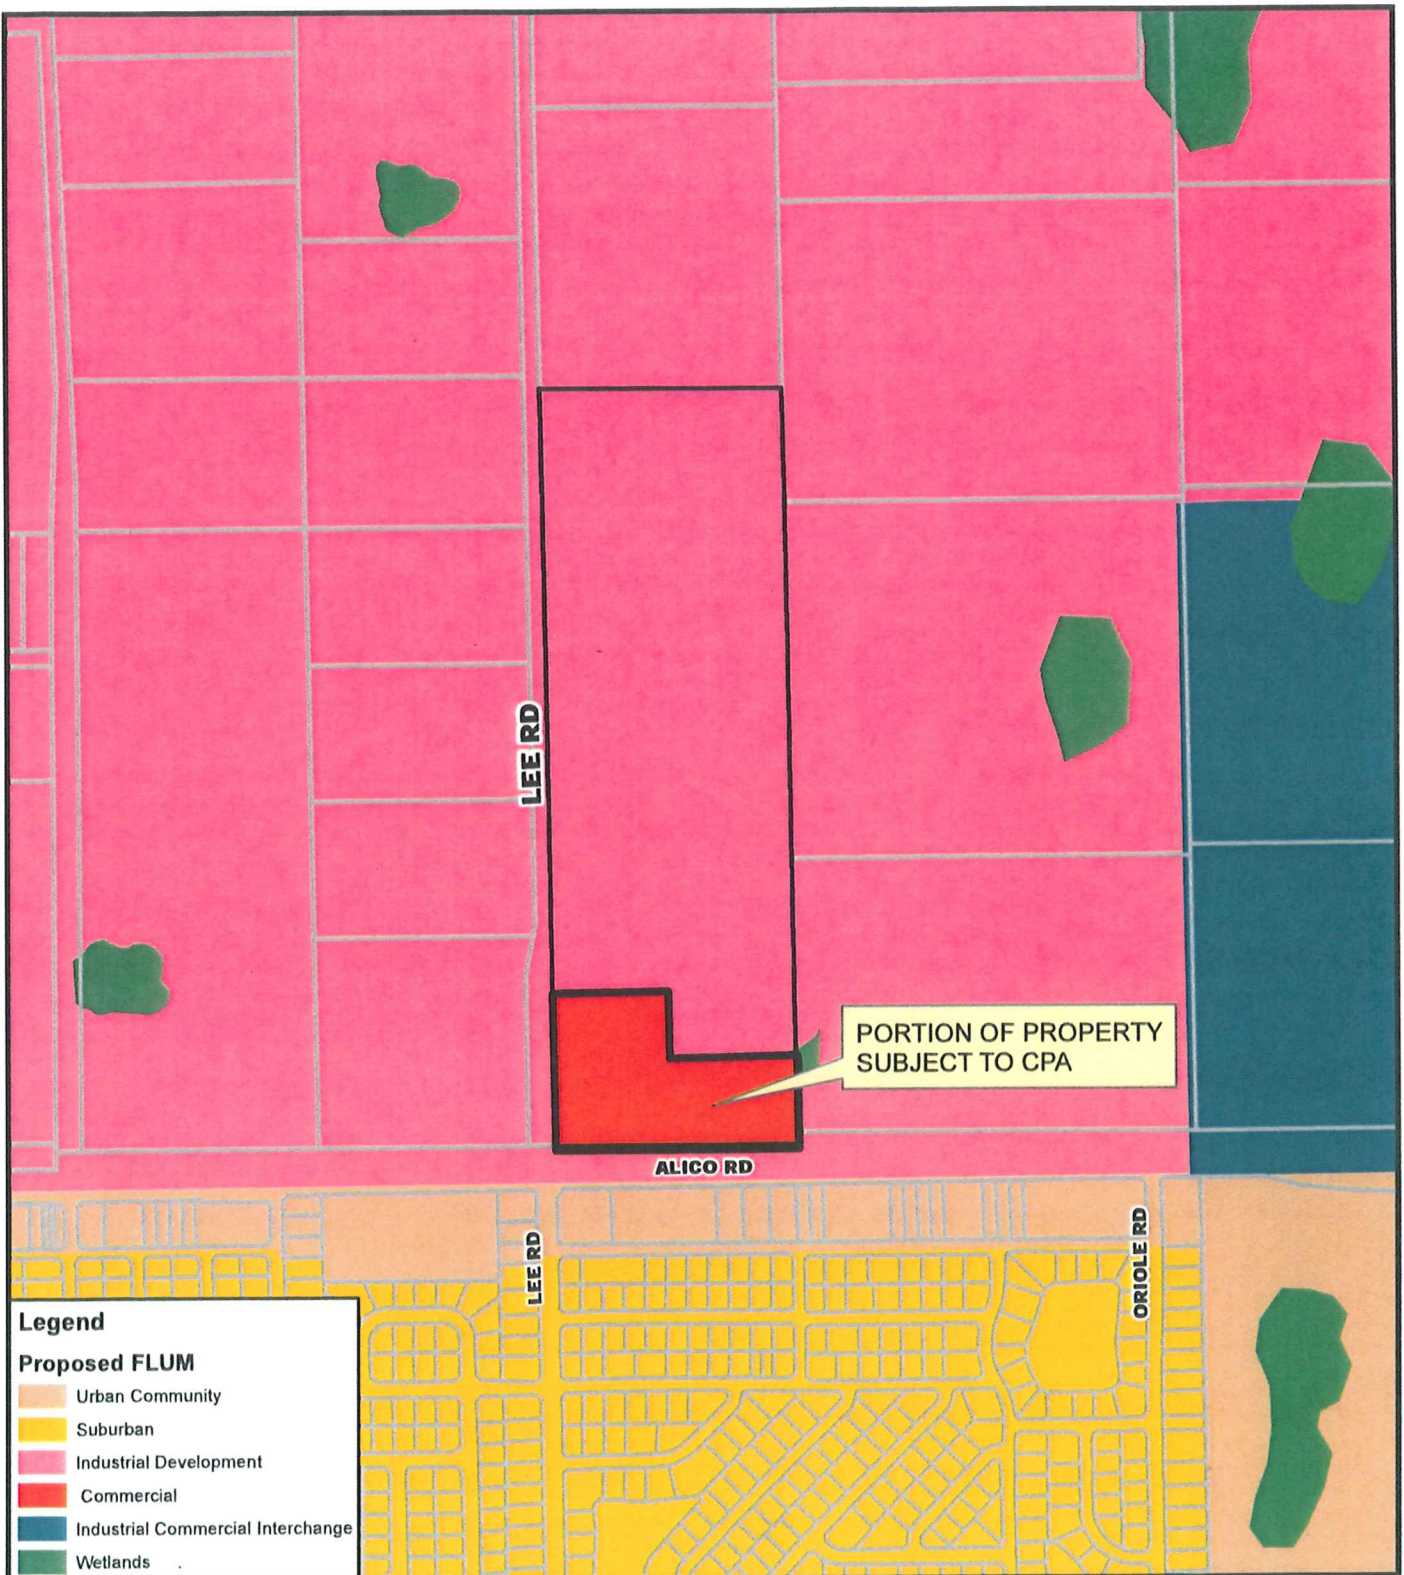 LEE RD
PORTION OF PROPERTY
SUBJECT TO CPA
ALICO RD
LEE RD
ORIOLE RD
Legend
Proposed FLUM
Urban Community
Suburban
Industrial Development
Commercial
Industrial Commercial Interchange
Wetlands